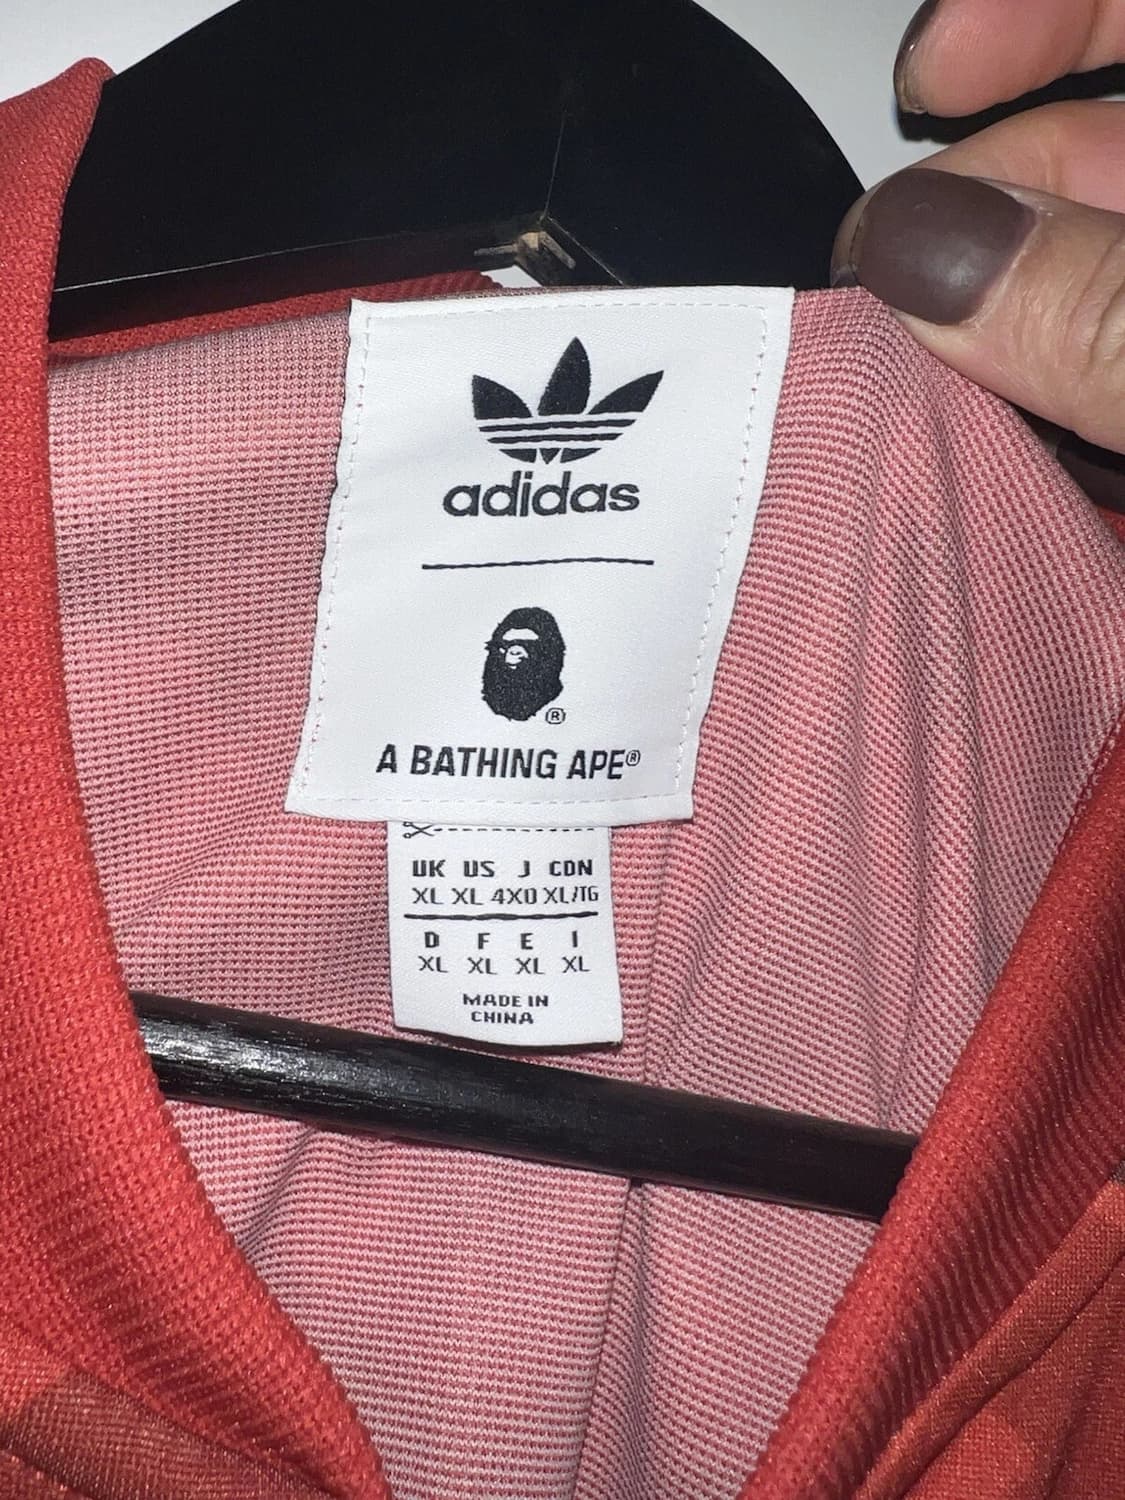 adidas
®
A BATHING APE®
UK US J CDN
XL XL 4XO XL/TG
D F E I
XL XL XL XL
MADE IN
CHINA